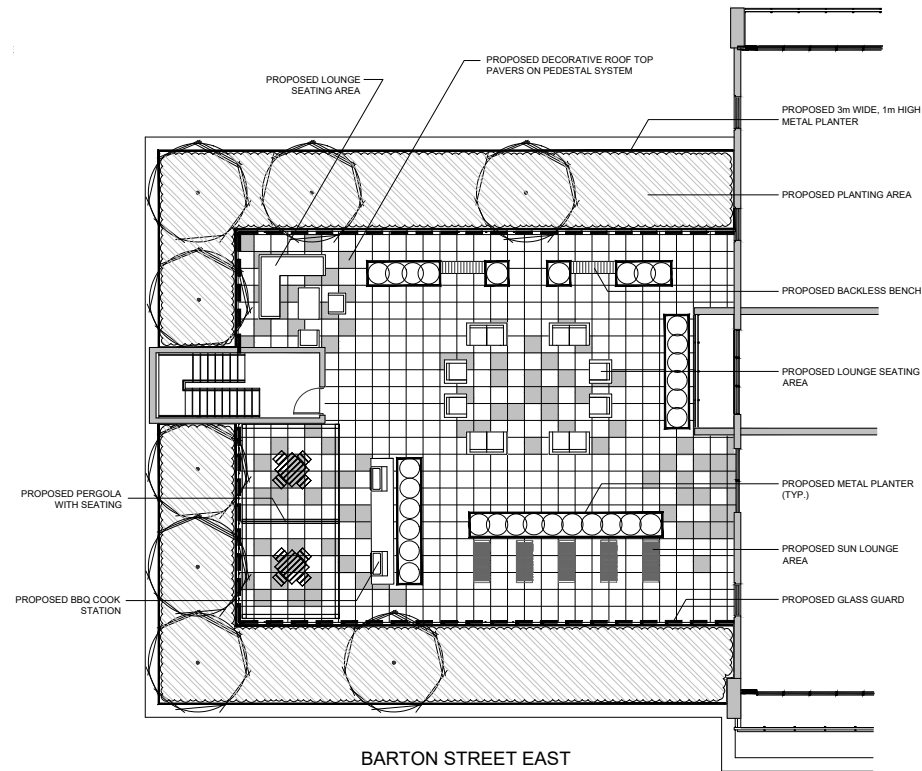 PROPOSED DECORATIVE ROOF TOP
PAVERS ON PEDESTAL SYSTEM
PROPOSED LOUNGE
SEATING AREA
PROPOSED 3m WIDE, 1m HIGH
METAL PLANTER
PROPOSED PLANTING AREA
PROPOSED BACKLESS BENCH
PROPOSED LOUNGE SEATING
AREA
PROPOSED METAL PLANTER
(TYP.)
PROPOSED PERGOLA
WITH SEATING
PROPOSED SUN LOUNGE
AREA
PROPOSED BBQ COOK
STATION
PROPOSED GLASS GUARD
BARTON STREET EAST